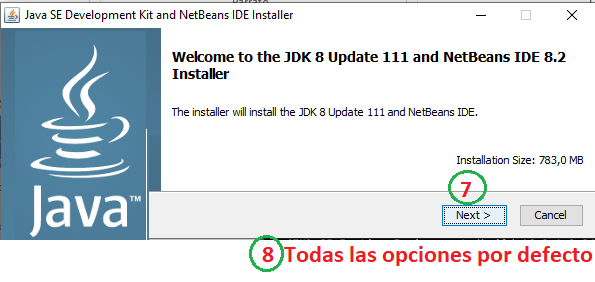 Java SE Development Kit and NetBeans IDE Installer
Welcome to the JDK 8 Update 111 and NetBeans IDE 8.2
Installer
The installer will install the JDK 8 Update 111 and NetBeans IDE.
Installation Size: 783,0 MB
Java™
7
Next >
Cancel
8 Todas las opciones por defecto